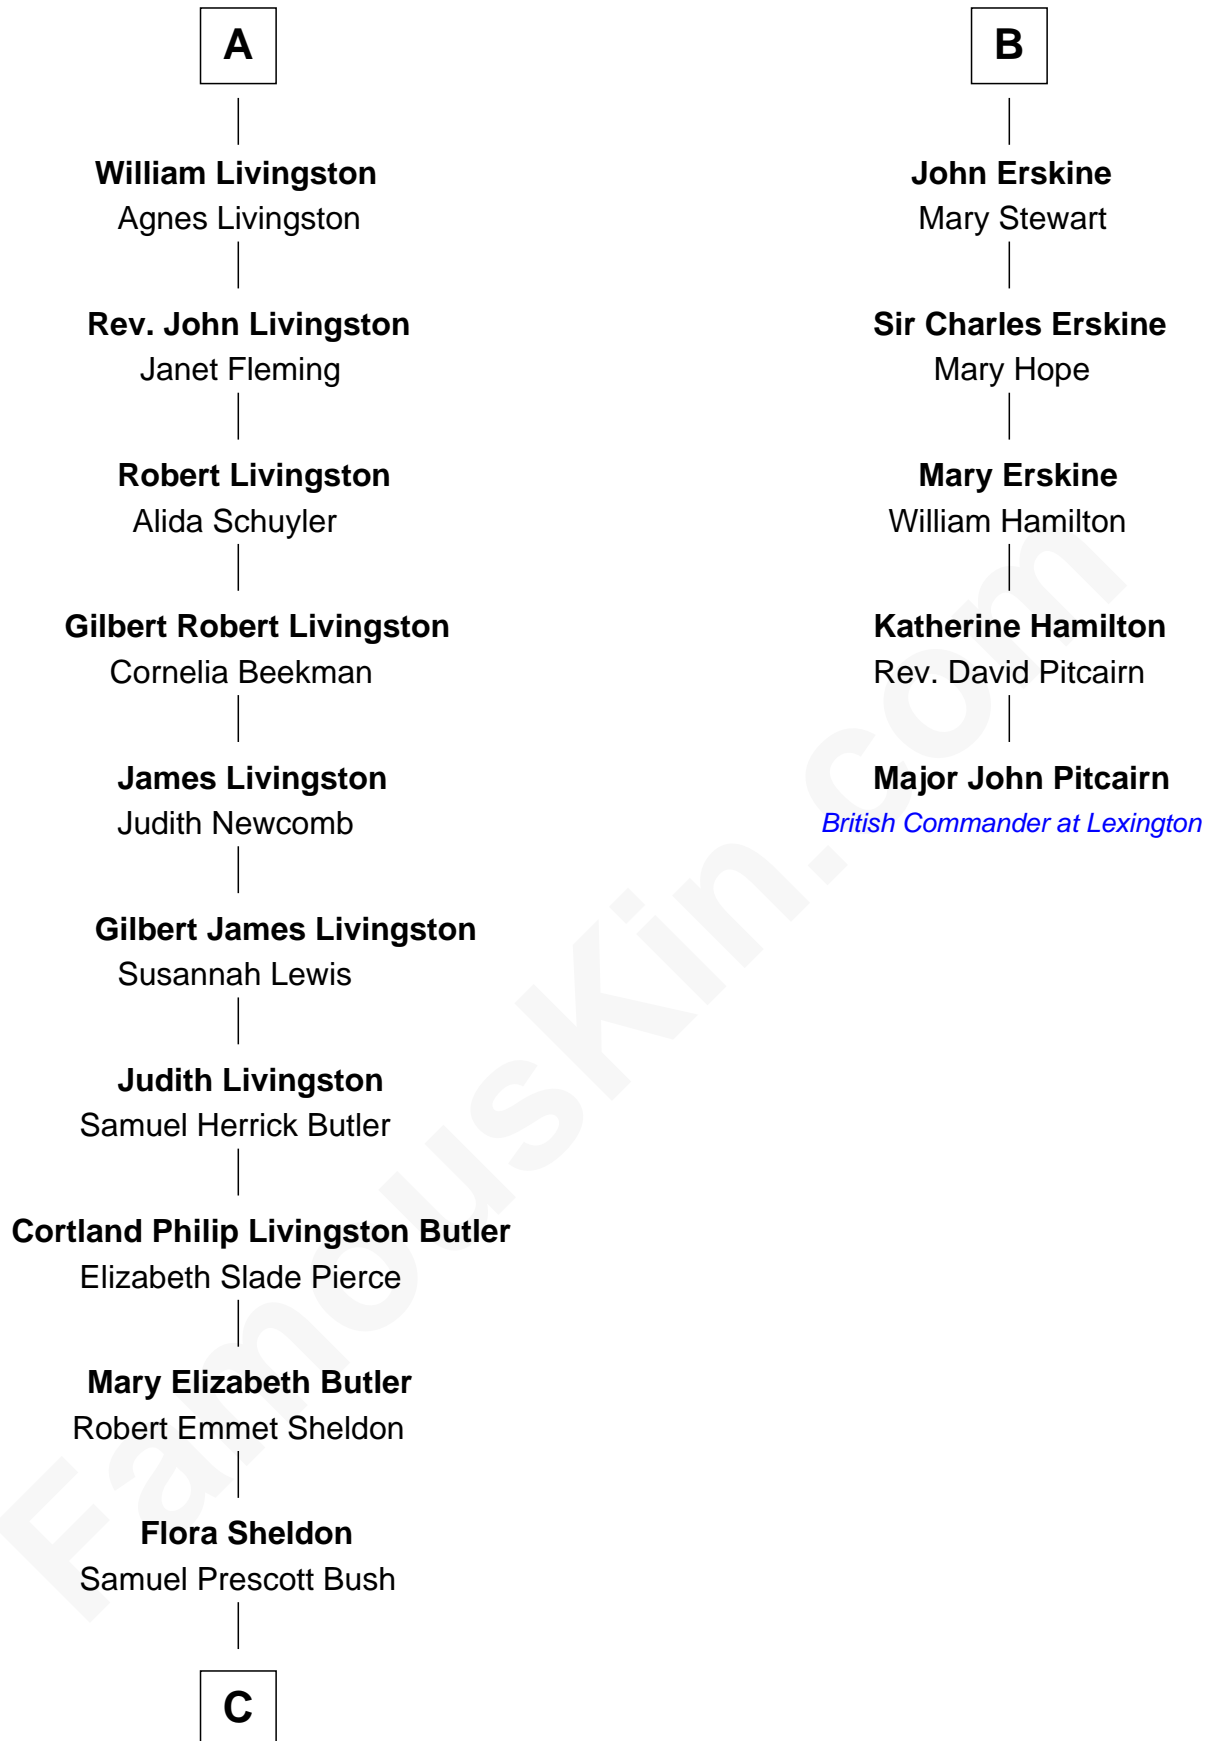 A
William Livingston
Agnes Livingston
Rev. John Livingston
Janet Fleming
Robert Livingston
Alida Schuyler
Gilbert Robert Livingston
Cornelia Beekman
James Livingston
Judith Newcomb
Gilbert James Livingston
Susannah Lewis
Judith Livingston
Samuel Herrick Butler
Cortland Philip Livingston Butler
Elizabeth Slade Pierce
Mary Elizabeth Butler
Robert Emmet Sheldon
Flora Sheldon
Samuel Prescott Bush
C
B
John Erskine
Mary Stewart
Sir Charles Erskine
Mary Hope
Mary Erskine
William Hamilton
Katherine Hamilton
Rev. David Pitcairn
Major John Pitcairn
British Commander at Lexington
FamousKin.com